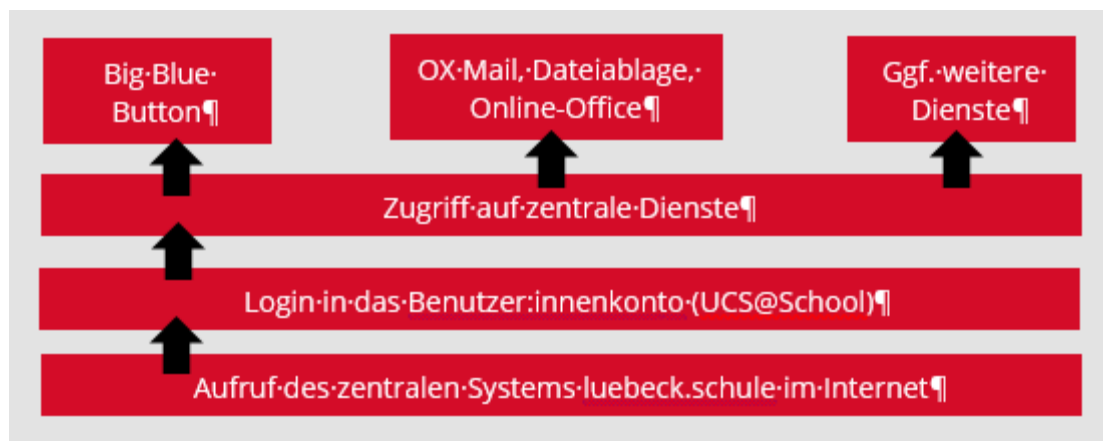 Big·Blue·
Button¶
OX·Mail,·Dateiablage,·
Online-Office¶
Ggf.·weitere·
Dienste¶
Zugriff·auf·zentrale·Dienste¶
Login·in·das·Benutzer:innenkonto·(UCS@School)¶
Aufruf·des·zentralen·Systems·luebeck.schule·im·Internet¶